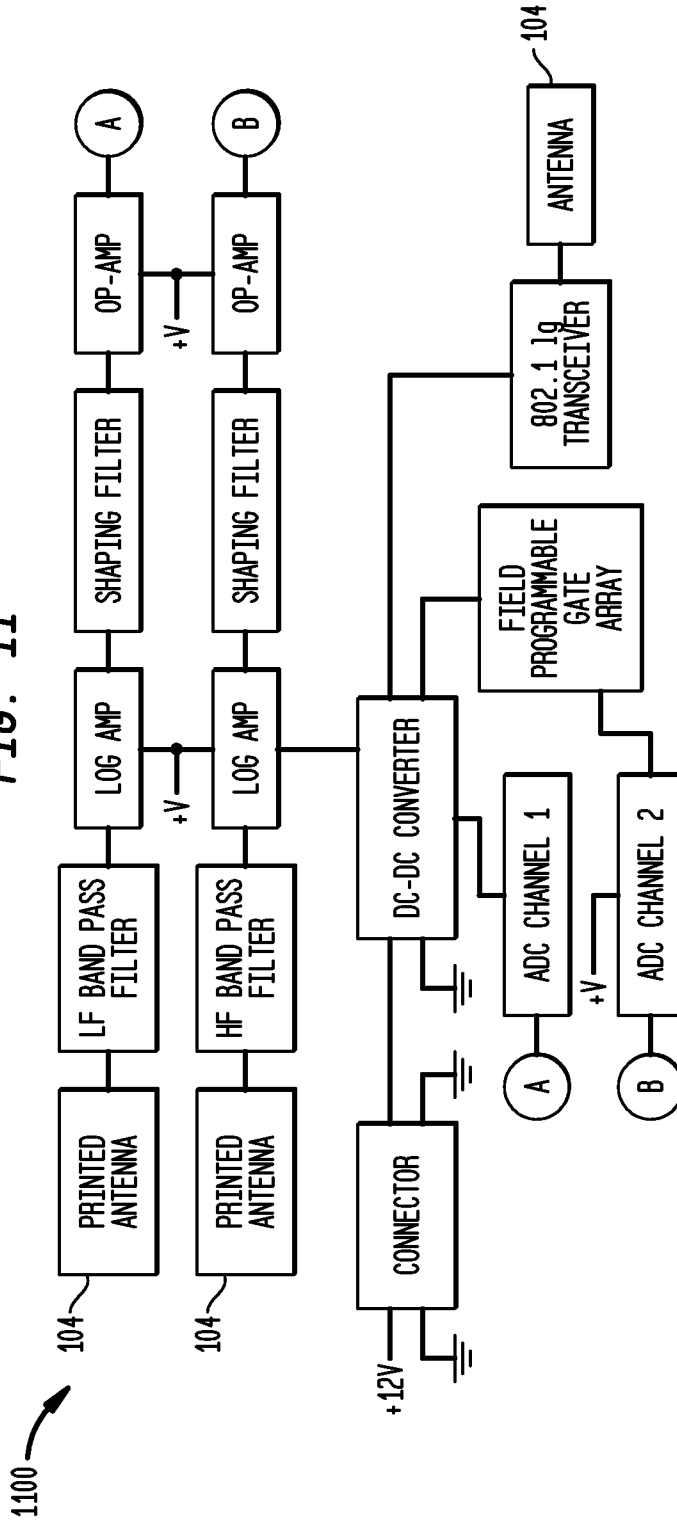 FIG. 11
1100
104
PRINTED
ANTENNA
LF BAND PASS
FILTER
LOG AMP
SHAPING FILTER
OP-AMP
A
+V
+V
104
PRINTED
ANTENNA
HF BAND PASS
FILTER
LOG AMP
SHAPING FILTER
OP-AMP
B
+12V
CONNECTOR
DC-DC CONVERTER
FIELD
PROGRAMMABLE
GATE
ARRAY
802.1 lg
TRANSCEIVER
ANTENNA
104
A
ADC CHANNEL 1
+V
B
ADC CHANNEL 2